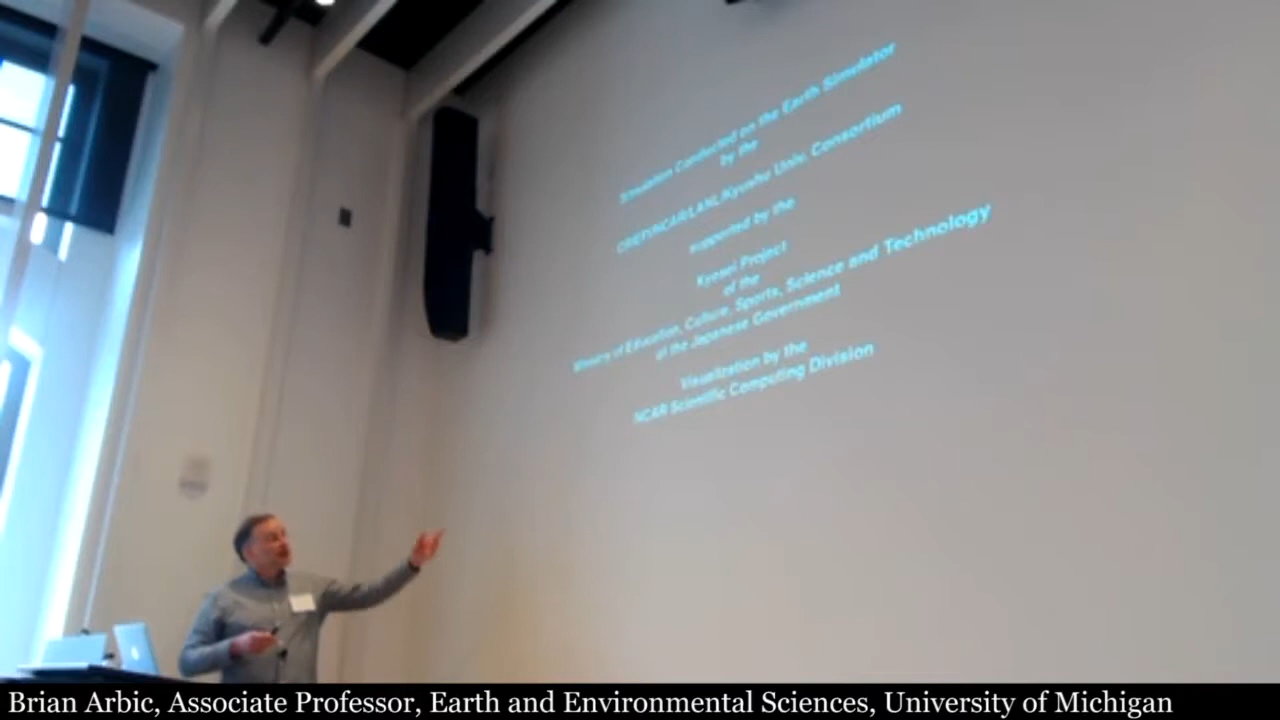 Simulation Conducted on the Earth Simulator
by the
CRIEPI/NCAR/LANL/Kyushu Univ. Consortium
supported by the
Kyosei Project
of the
Ministry of Education, Culture, Sports, Science and Technology
of the Japanese Government
Visualization by the
NCAR Scientific Computing Division
Brian Arbic, Associate Professor, Earth and Environmental Sciences, University of Michigan